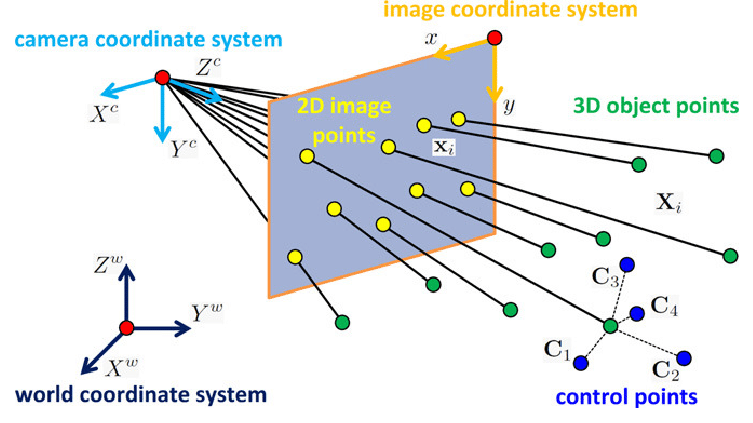 image coordinate system
camera coordinate system
x
Z^c
X^c
2D image
points
y
3D object points
Y^c
x_i
X_i
Z^w
C_3
Y^w
C_4
C_1
X^w
C_2
world coordinate system
control points